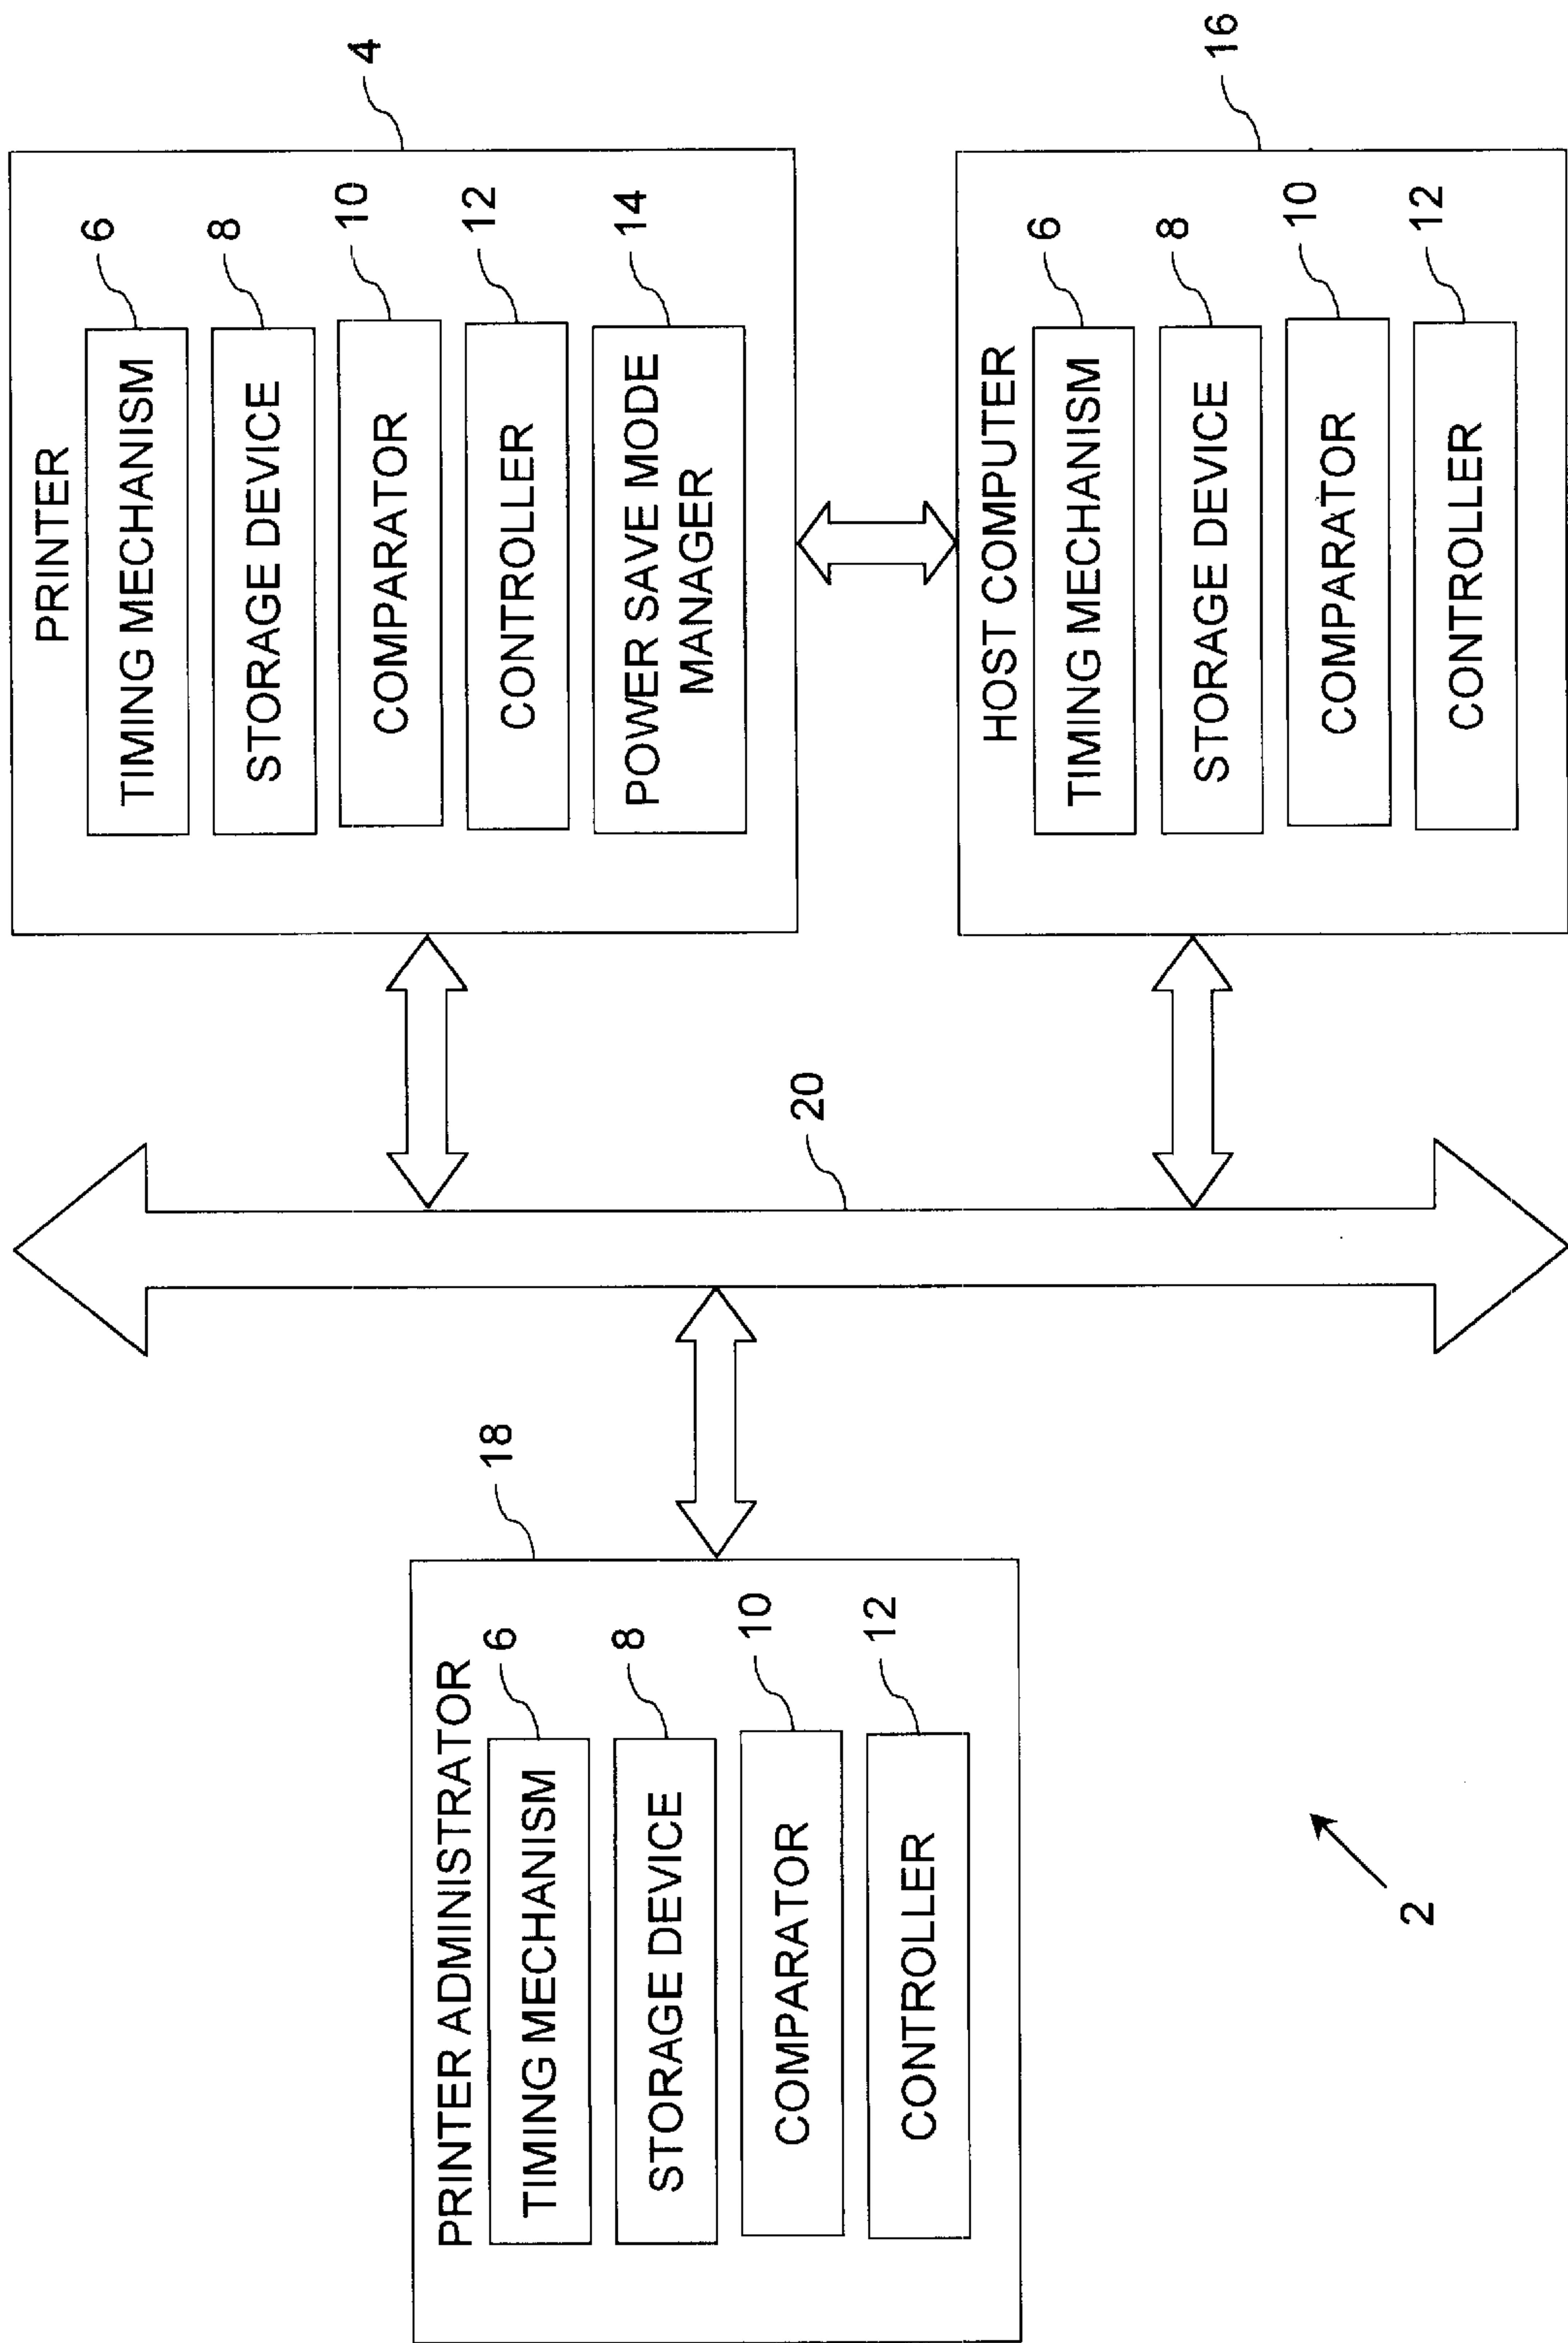 PRINTER ADMINISTRATOR
18
TIMING MECHANISM
6
STORAGE DEVICE
8
COMPARATOR
10
CONTROLLER
12
20
PRINTER
4
TIMING MECHANISM
6
STORAGE DEVICE
8
COMPARATOR
10
CONTROLLER
12
POWER SAVE MODE
MANAGER
14
HOST COMPUTER
16
TIMING MECHANISM
6
STORAGE DEVICE
8
COMPARATOR
10
CONTROLLER
12
2